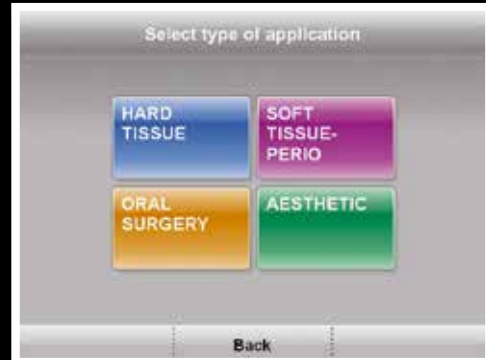 Select type of application
HARD
TISSUE
SOFT
TISSUE-
PERIO
ORAL
SURGERY
AESTHETIC
Back